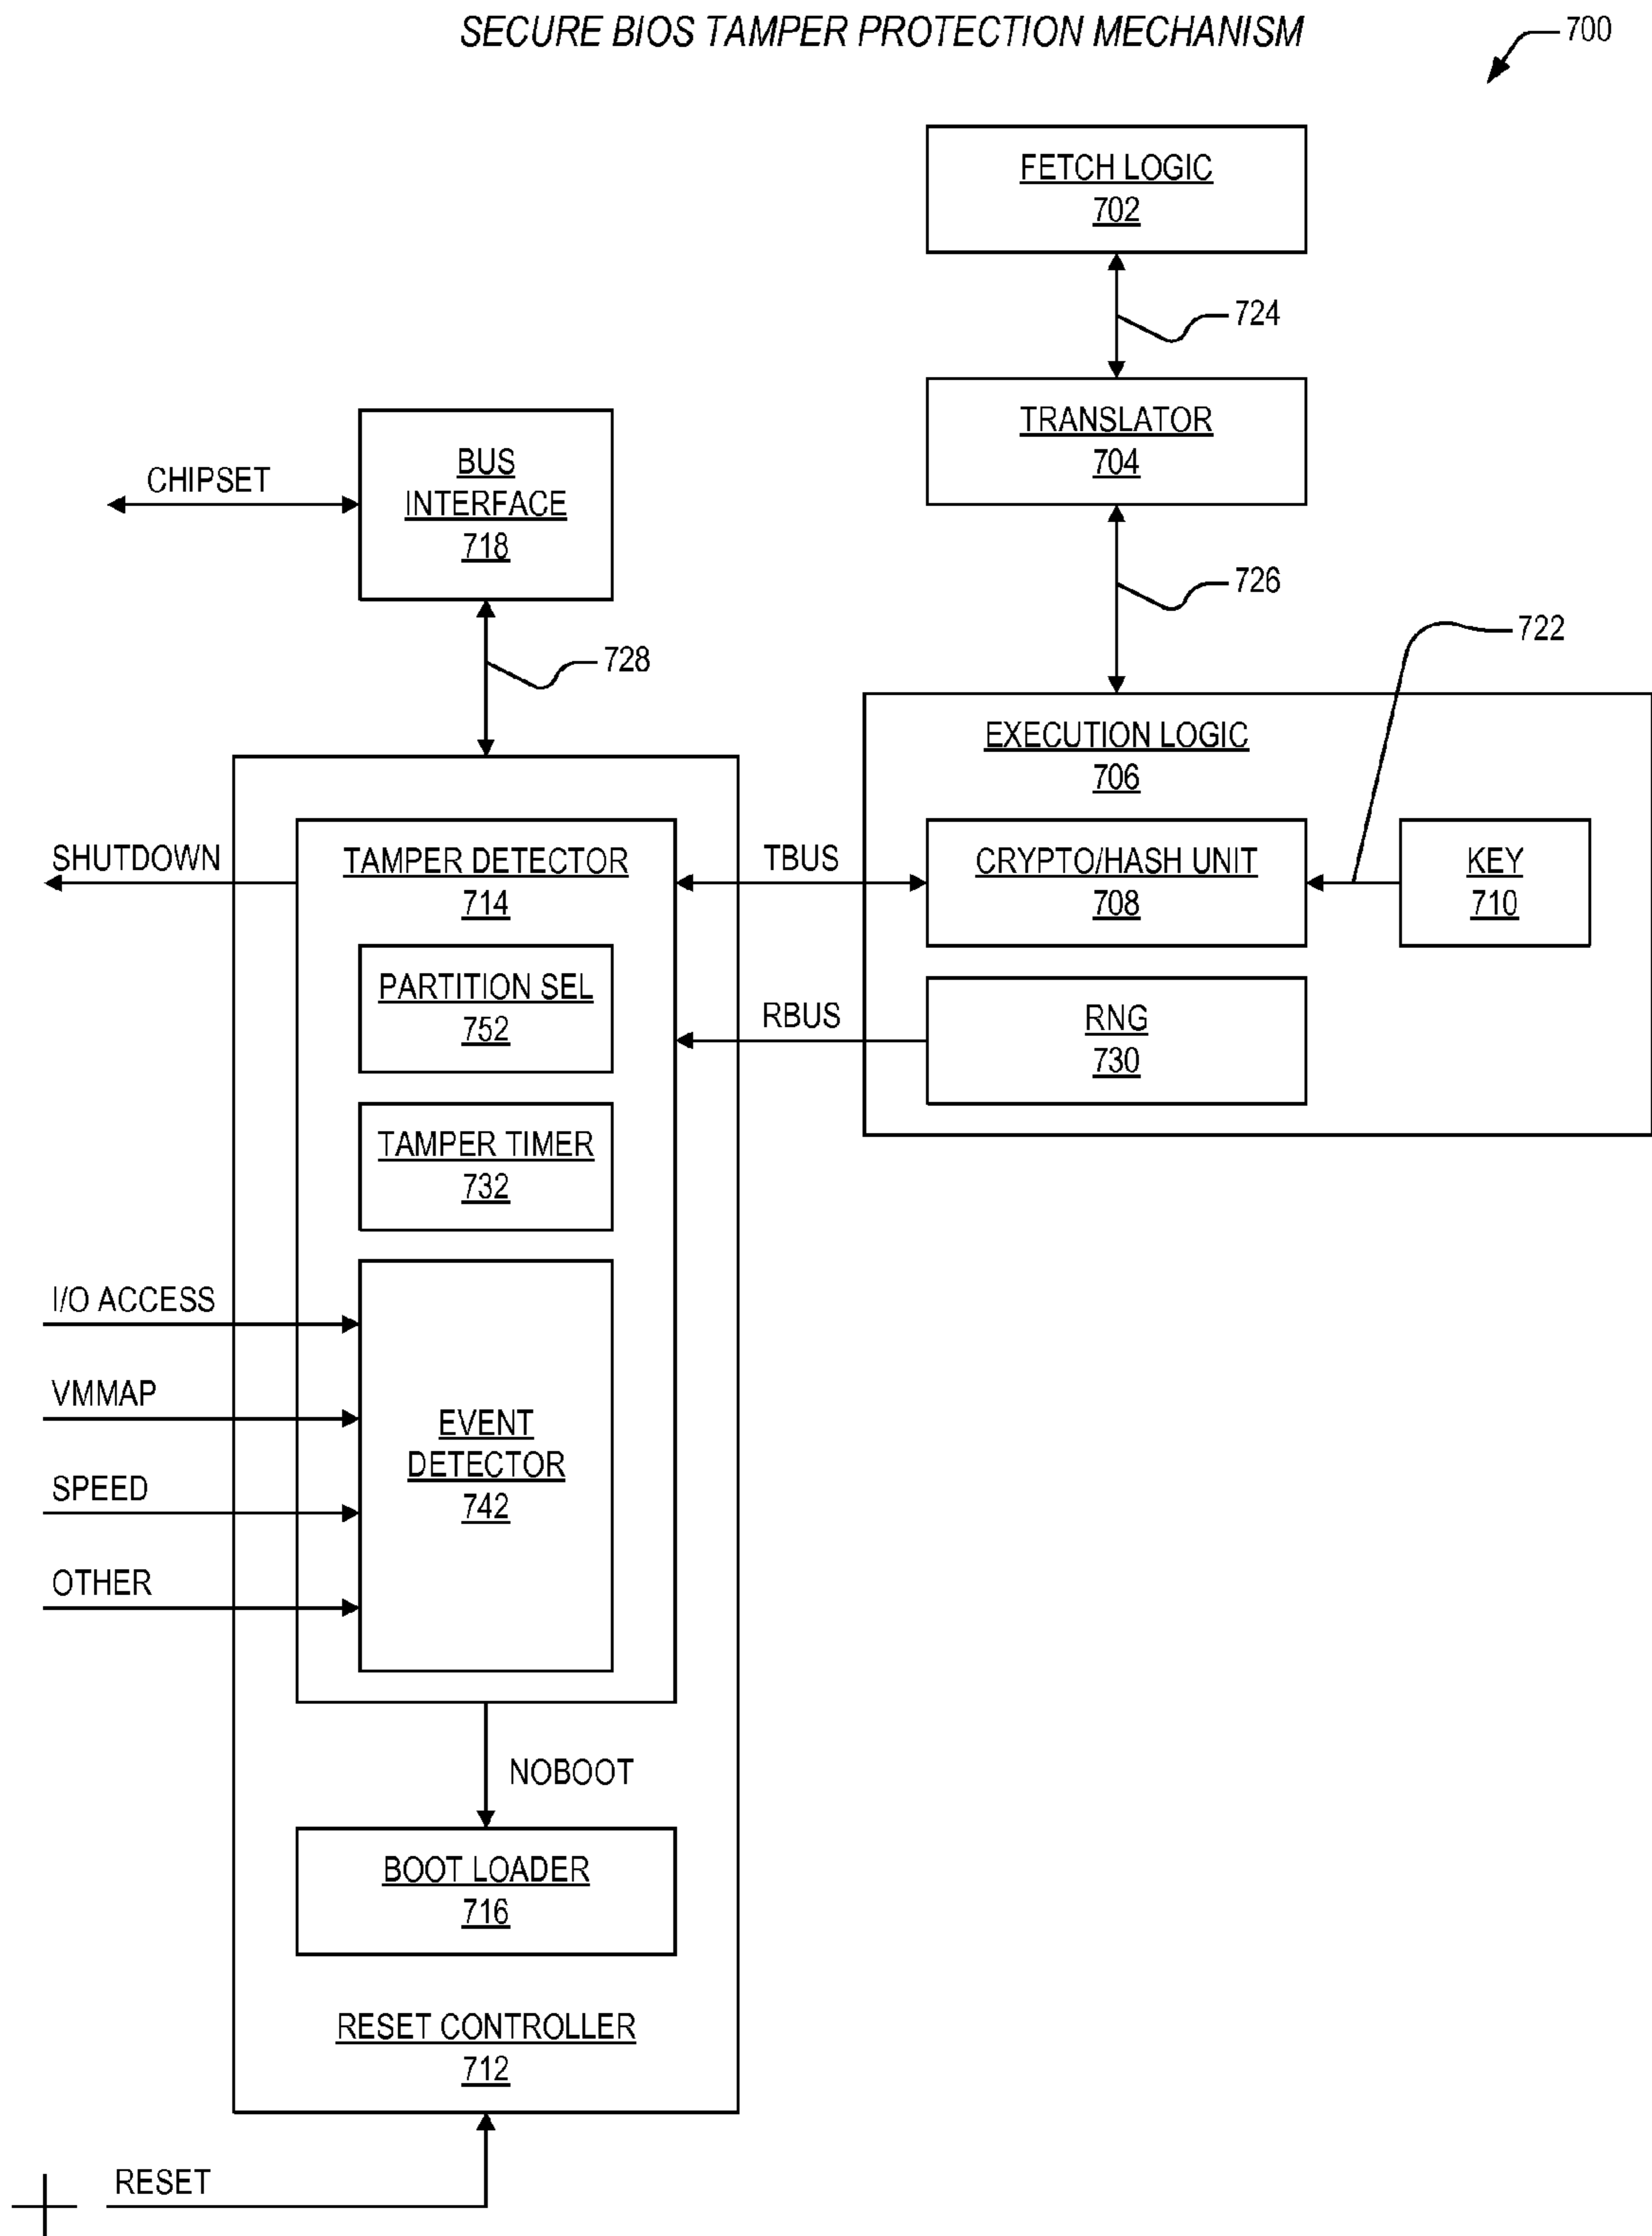 SECURE BIOS TAMPER PROTECTION MECHANISM
700
FETCH LOGIC
702
724
TRANSLATOR
704
CHIPSET
BUS
INTERFACE
718
726
722
728
EXECUTION LOGIC
706
SHUTDOWN
TAMPER DETECTOR
714
TBUS
CRYPTO/HASH UNIT
708
KEY
710
PARTITION SEL
752
RBUS
RNG
730
TAMPER TIMER
732
I/O ACCESS
VMMAP
SPEED
OTHER
EVENT
DETECTOR
742
NOBOOT
BOOT LOADER
716
RESET CONTROLLER
712
RESET